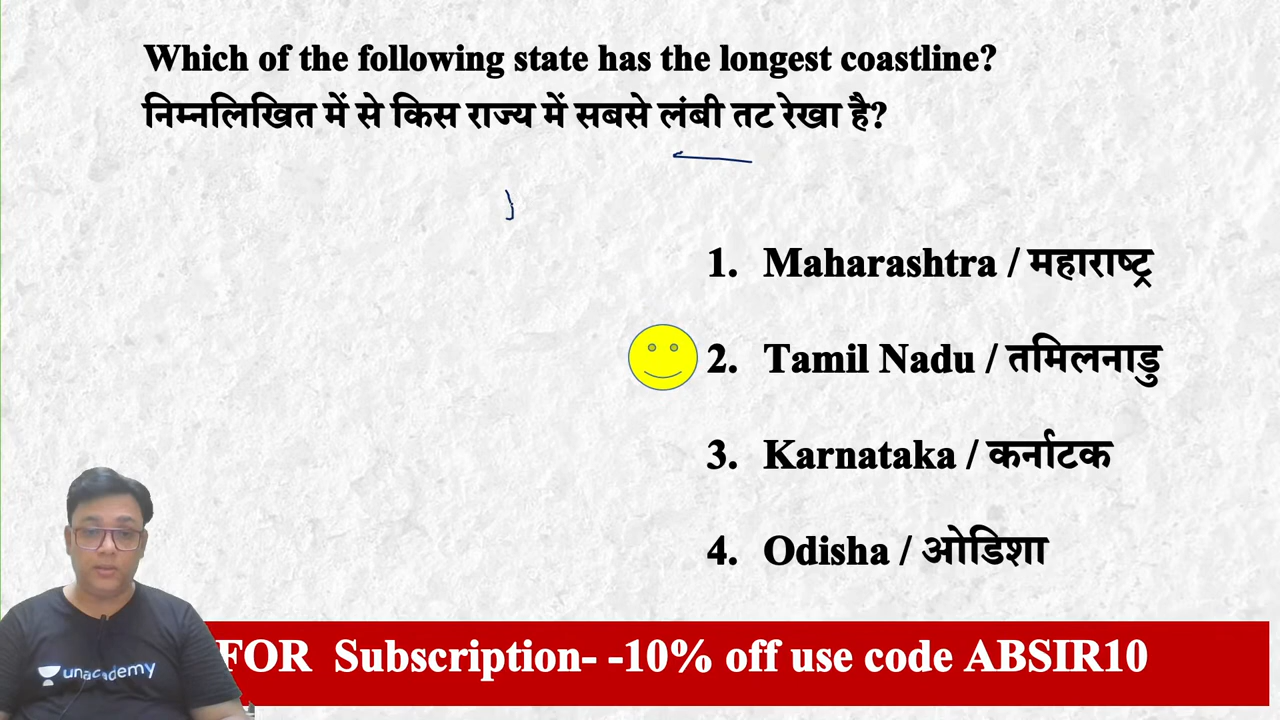 Which of the following state has the longest coastline?
निम्नलिखित में से किस राज्य में सबसे लंबी तट रेखा है?
1. Maharashtra / महाराष्ट्र
2. Tamil Nadu / तमिलनाडु
3. Karnataka / कर्नाटक
4. Odisha / ओडिशा
unacademy
FOR Subscription- -10% off use code ABSIR10